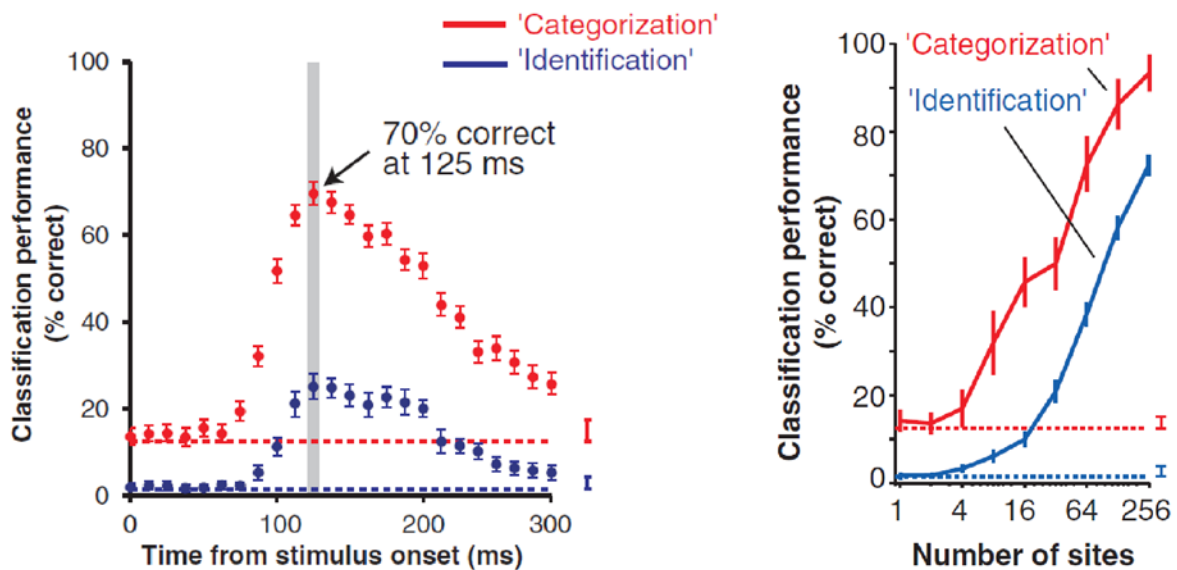 'Categorization'
'Identification'
Classification performance
(% correct)
100
80
60
40
20
0
70% correct
at 125 ms
0
100
200
300
Time from stimulus onset (ms)
Classification performance
(% correct)
100
80
60
40
20
0
'Categorization'
'Identification'
1
4
16
64
256
Number of sites